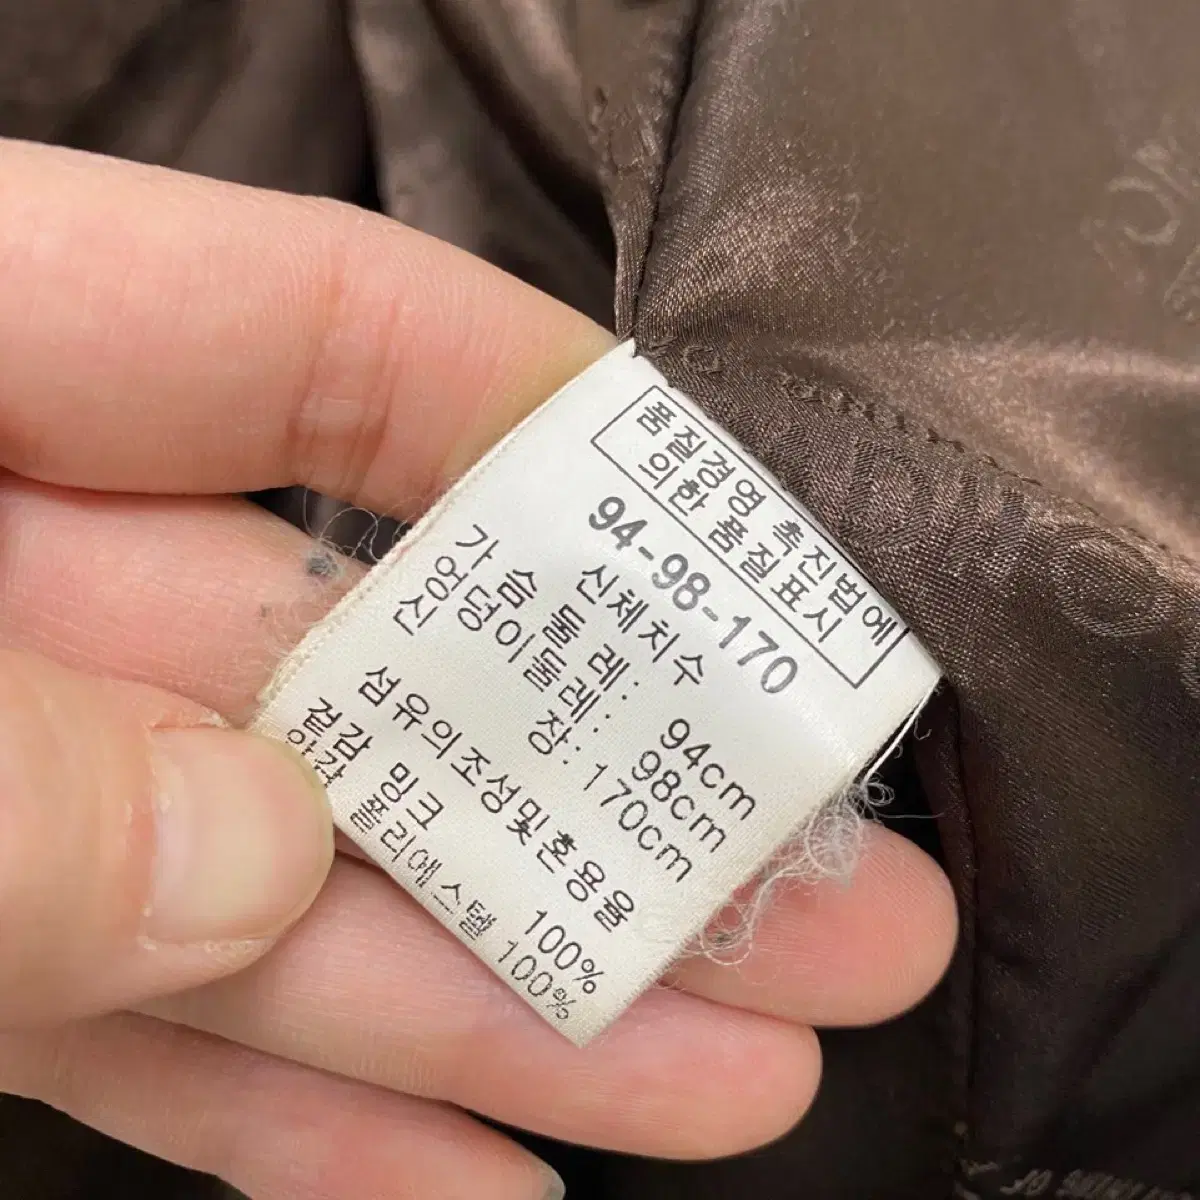 품질경영 촉진법에
의한 품질표시
94-98-170
신체치수
가슴둘레: 94cm
엉덩이둘레: 98cm
신장: 170cm
섬유의조성및혼용율
겉감 밍크 100%
안감 폴리에스텔 100%